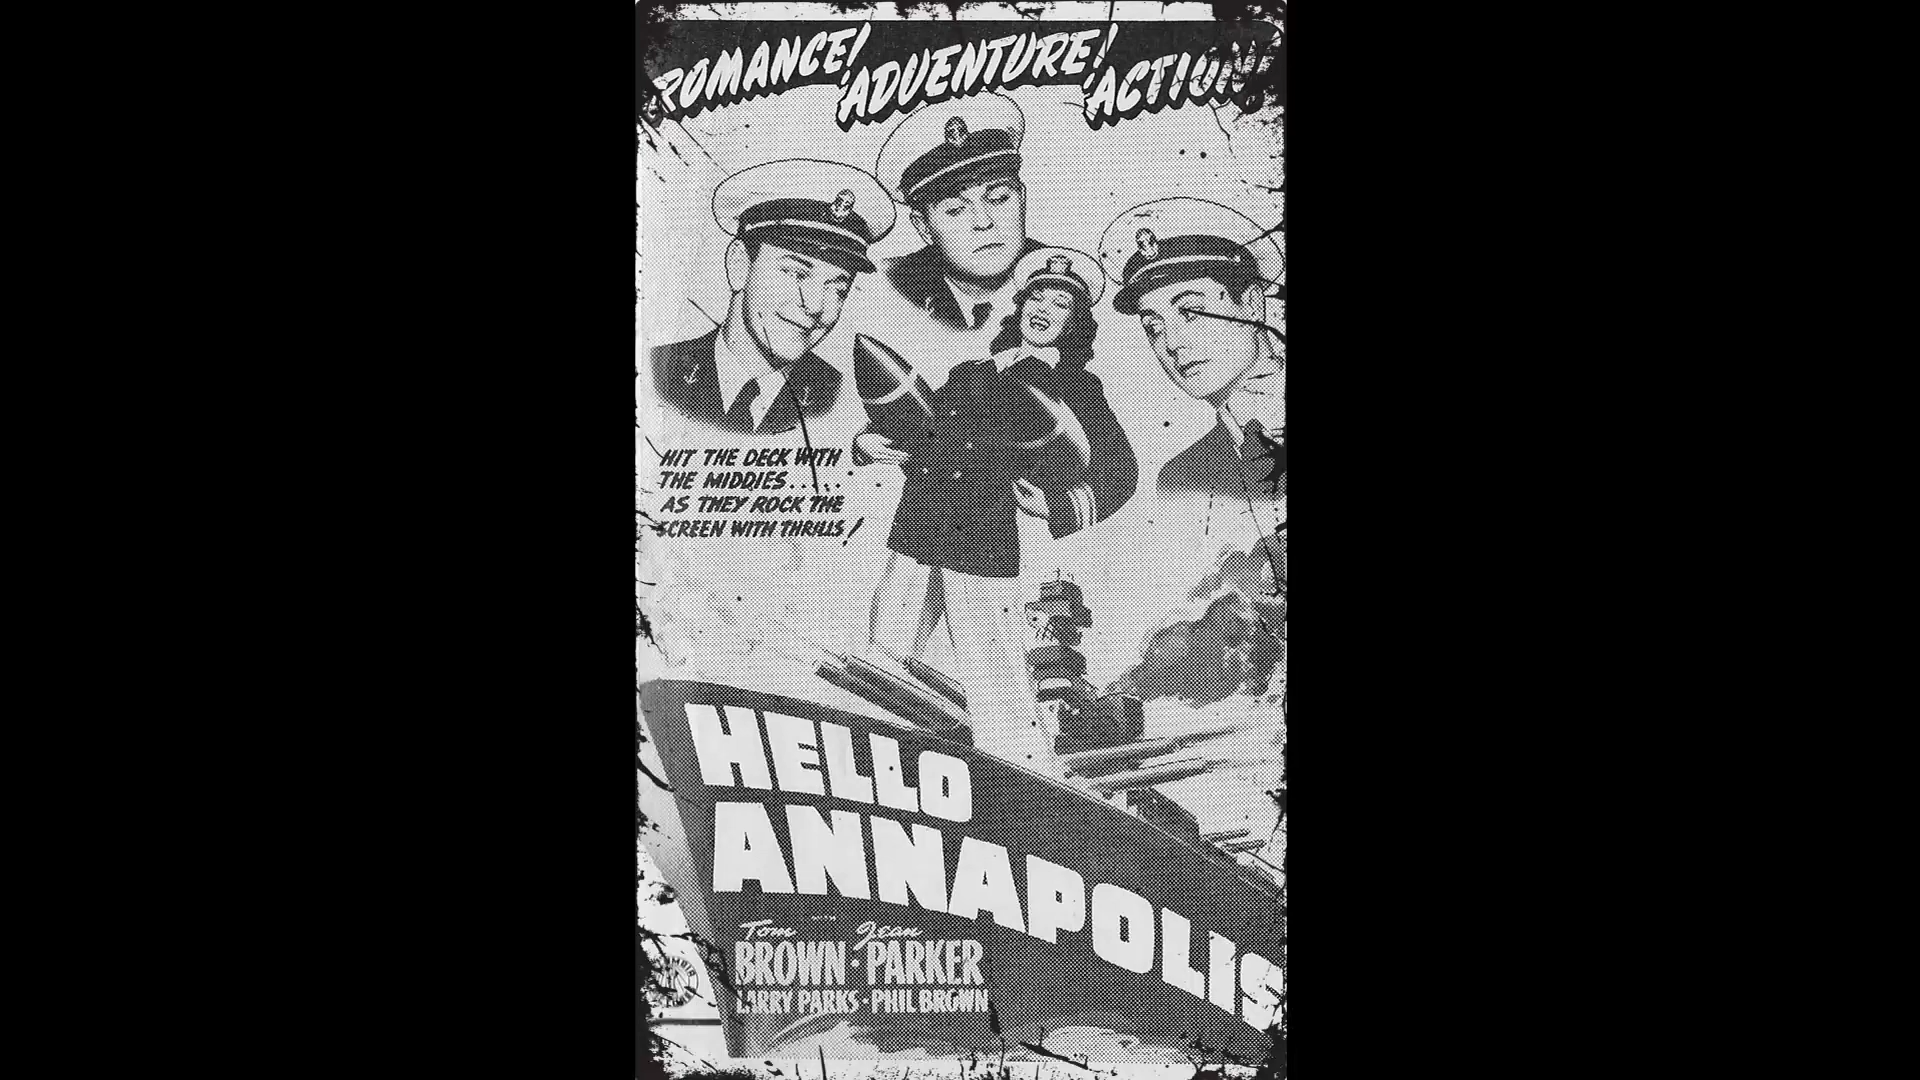 ROMANCE! ADVENTURE! ACTION!
HIT THE DECK WITH
THE MIDDIES.....
AS THEY ROCK THE
SCREEN WITH THRILLS!
HELLO
ANNAPOLIS
WITH
Tom BROWN · Jean PARKER
LARRY PARKS · PHIL BROWN